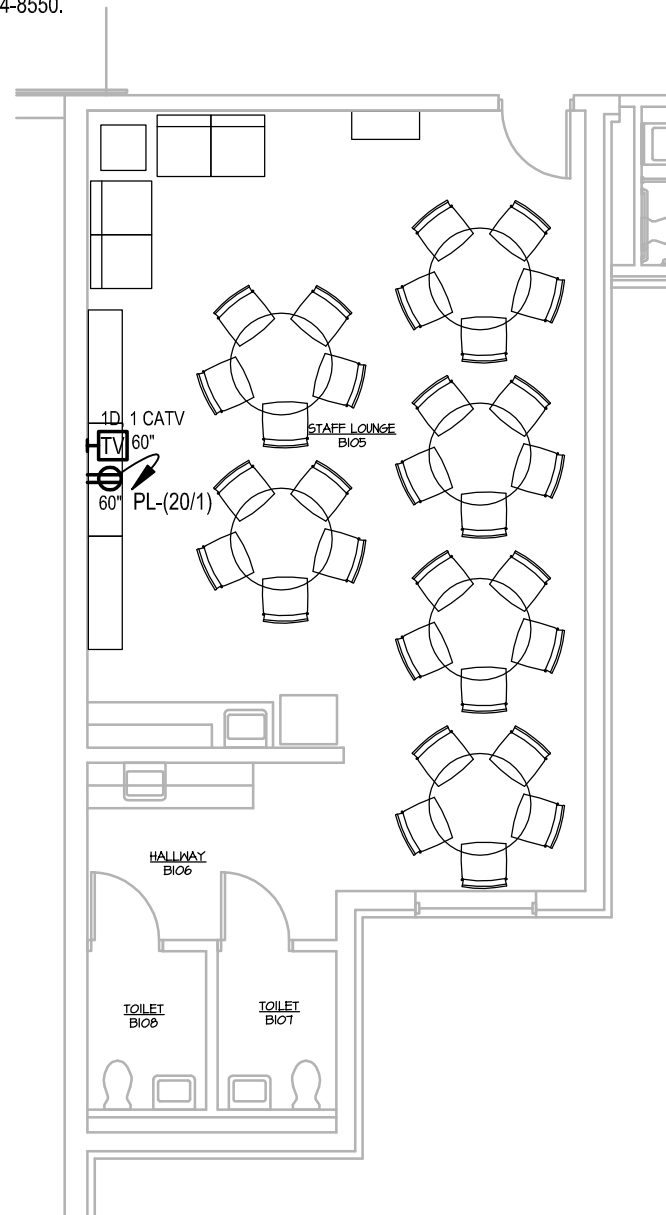 4-8550.
1D, 1 CATV
TV 60"
60" PL-(20/1)
STAFF LOUNGE
B105
HALLWAY
B106
TOILET
B108
TOILET
B107